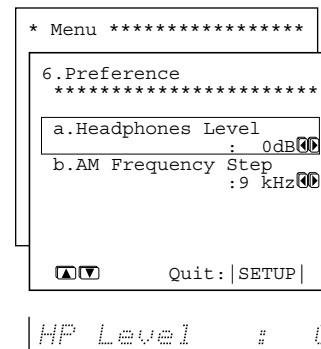 * Menu *****************
6.Preference
***********************
a.Headphones Level
: 0dB
b.AM Frequency Step
:9 kHz
Quit:|SETUP|
HP Level :